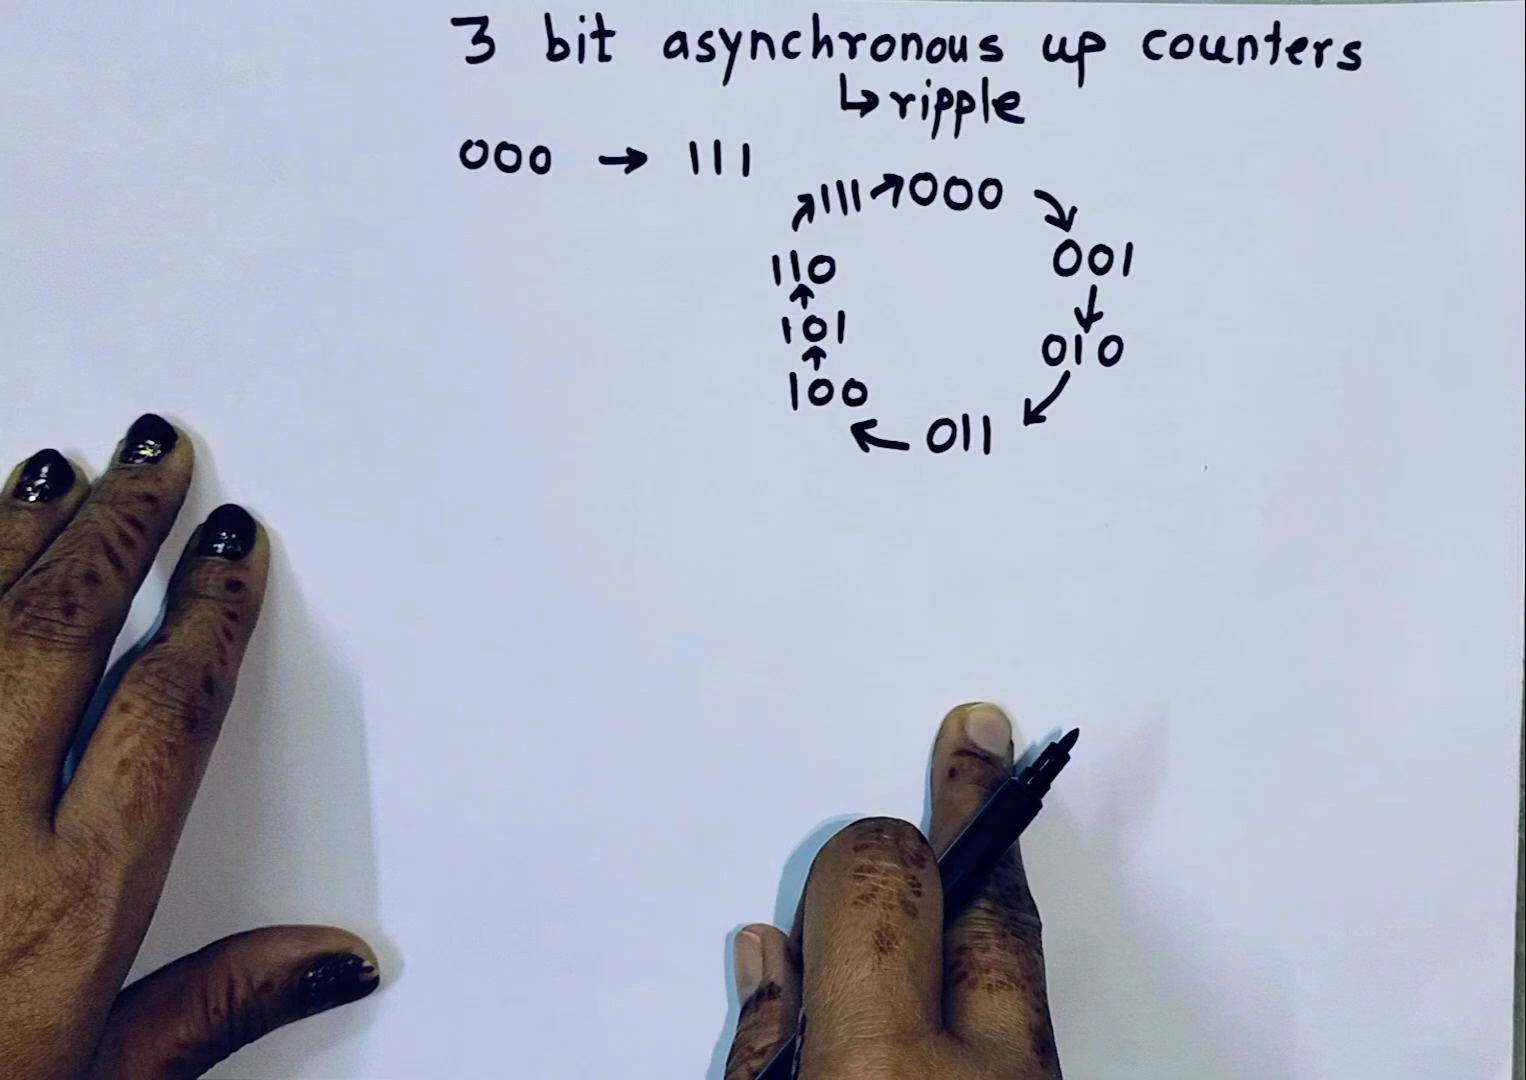 3 bit asynchronous up counters
↳ ripple
000 → 111
111 ↗ 000 ↘
↗
110 001
↑ ↓
101 010
↑ ↙
100 ↖ 011